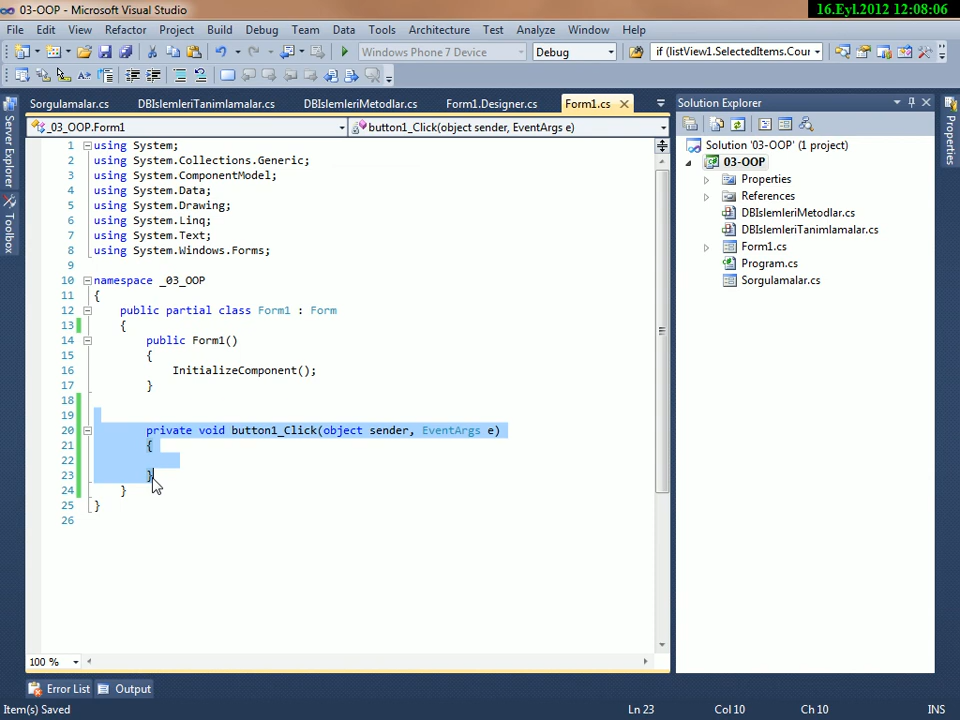 03-OOP - Microsoft Visual Studio
16.Eyl.2012 12:08:06
File Edit View Refactor Project Build Debug Team Data Tools Architecture Test Analyze Window Help
Windows Phone 7 Device Debug if (listView1.SelectedItems.Cour
Sorgulamalar.cs DBIslemleriTanimlamalar.cs DBIslemleriMetodlar.cs Form1.Designer.cs Form1.cs
_03_OOP.Form1 button1_Click(object sender, EventArgs e)
1 using System;
2 using System.Collections.Generic;
3 using System.ComponentModel;
4 using System.Data;
5 using System.Drawing;
6 using System.Linq;
7 using System.Text;
8 using System.Windows.Forms;
9
10 namespace _03_OOP
11 {
12 public partial class Form1 : Form
13 {
14 public Form1()
15 {
16 InitializeComponent();
17 }
18
19
20 private void button1_Click(object sender, EventArgs e)
21 {
22
23 }
24 }
25 }
26
100 %
Server Explorer
Toolbox
Solution Explorer
Solution '03-OOP' (1 project)
03-OOP
Properties
References
DBIslemleriMetodlar.cs
DBIslemleriTanimlamalar.cs
Form1.cs
Program.cs
Sorgulamalar.cs
Properties
Error List Output
Item(s) Saved Ln 23 Col 10 Ch 10 INS